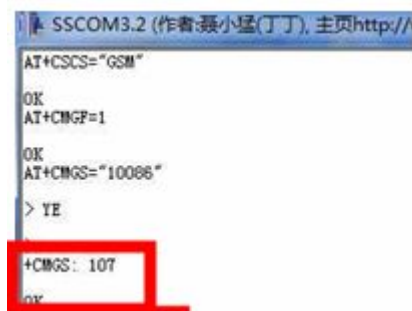 SSCOM3.2 (作者:聂小猛(丁丁), 主页http://
AT+CSCS="GSM"
OK
AT+CMGF=1
OK
AT+CMGS="10086"
> YE
>
+CMGS: 107
OK